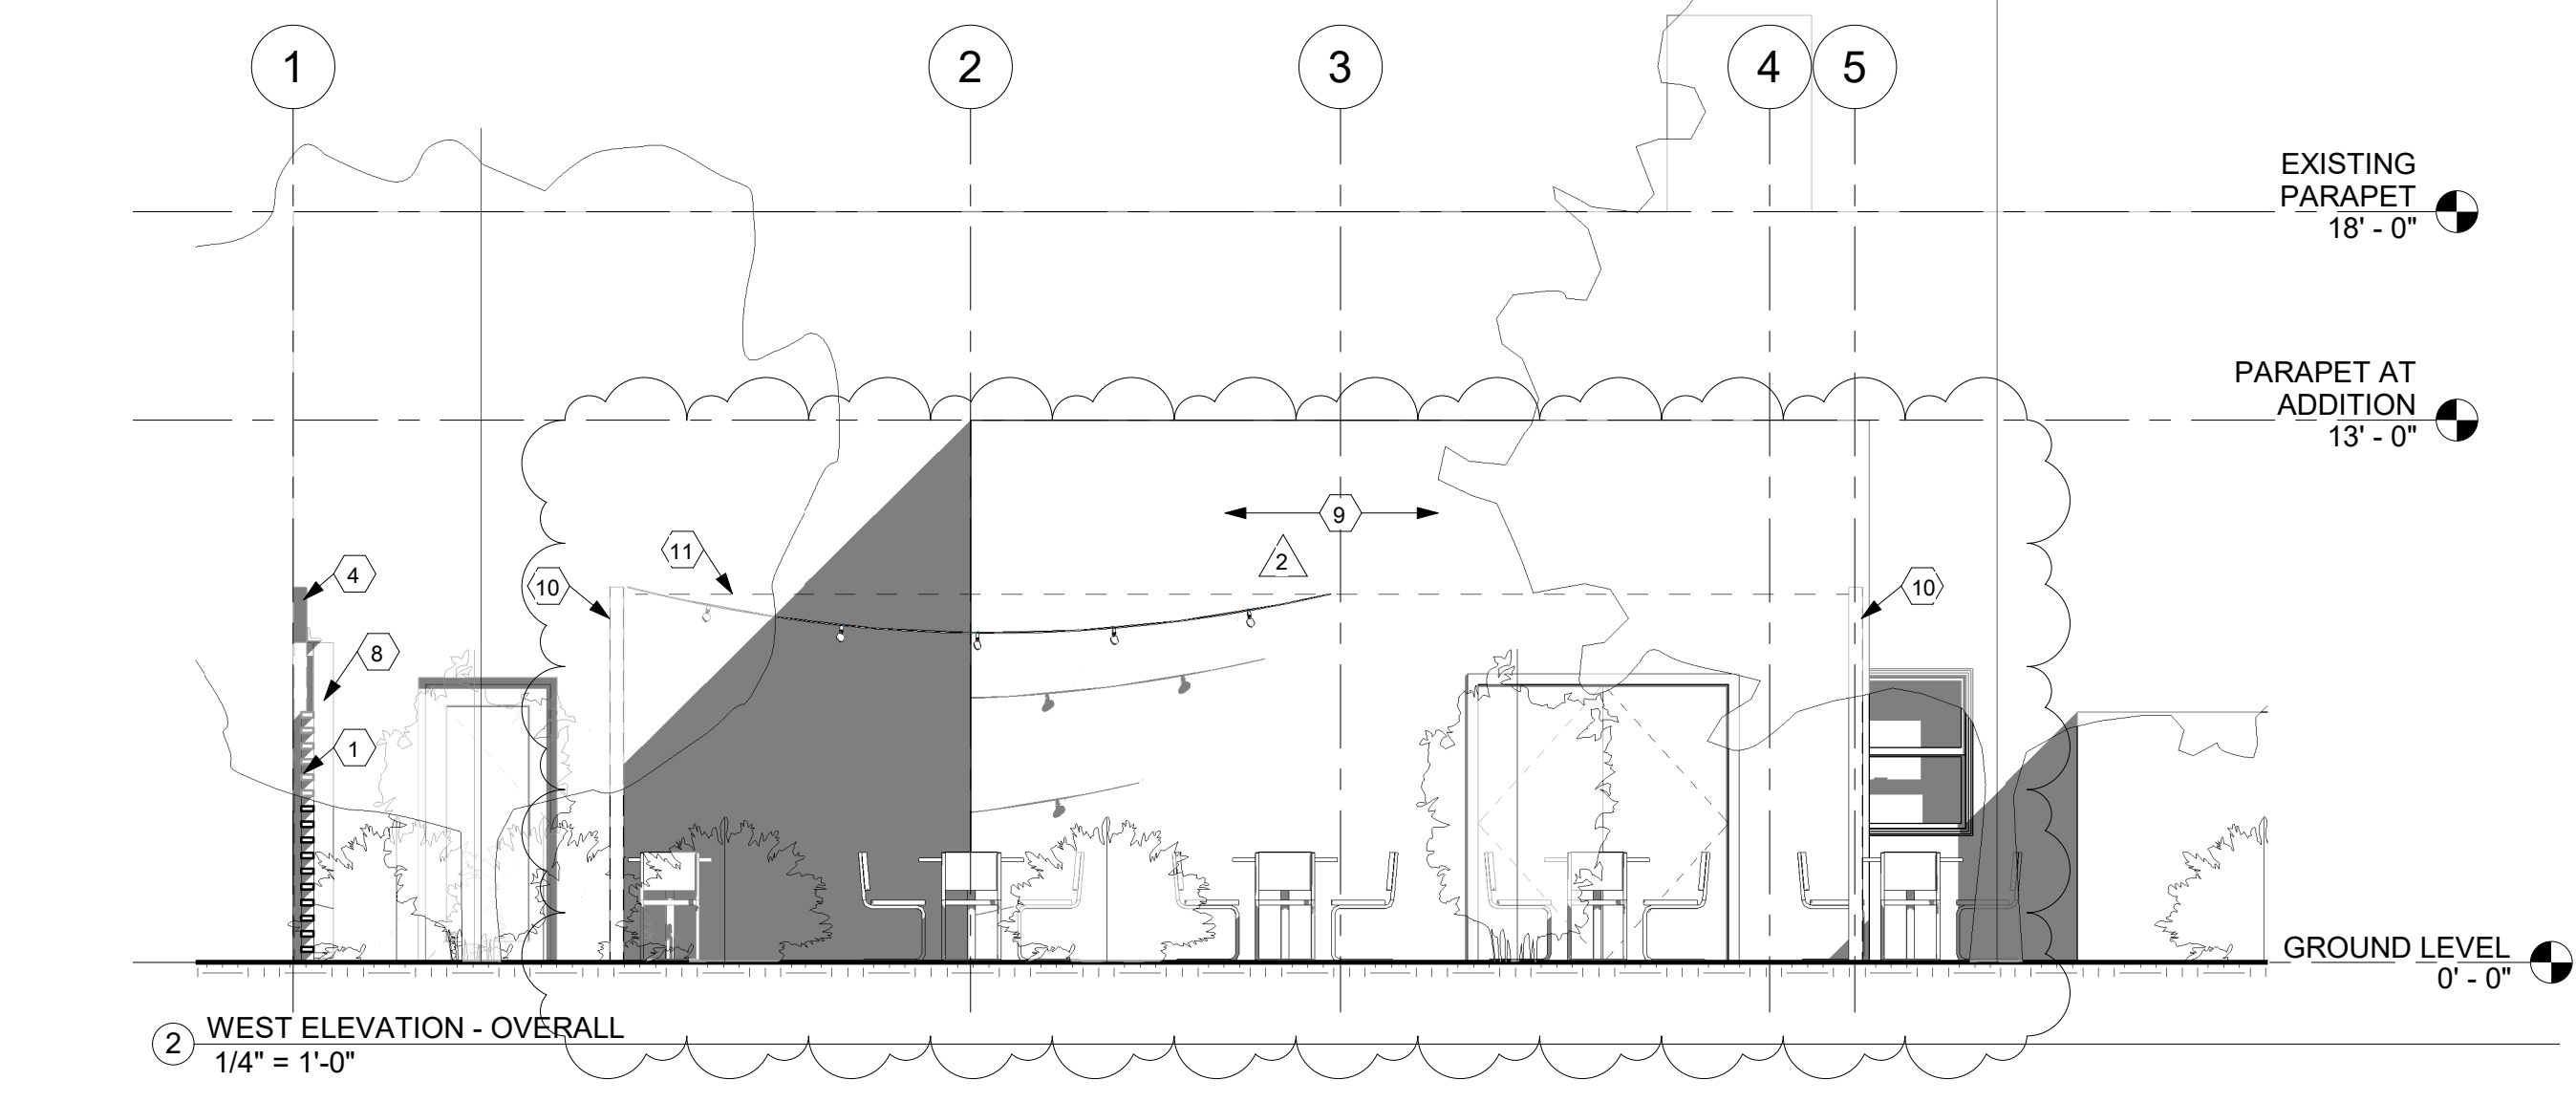 1
2
3
4
5
EXISTING
PARAPET
18' - 0"
PARAPET AT
ADDITION
13' - 0"
9
11
2
4
10
10
8
1
GROUND LEVEL
0' - 0"
2
WEST ELEVATION - OVERALL
1/4" = 1'-0"